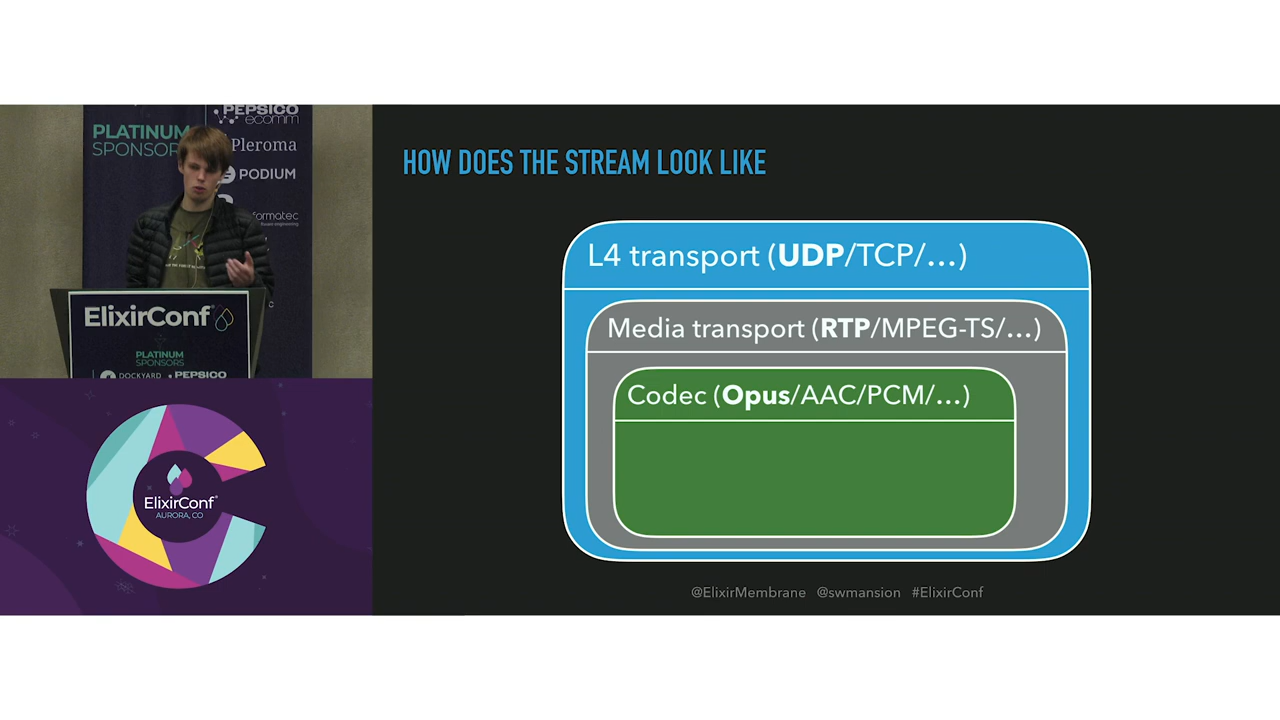 PEPSICO
ecomm
PLATINUM
SPONSORS
Pleroma
PODIUM
formatec
ElixirConf®
PLATINUM
SPONSORS
DOCKYARD
PEPSICO
ElixirConf®
AURORA, CO
HOW DOES THE STREAM LOOK LIKE
L4 transport (UDP/TCP/...)
Media transport (RTP/MPEG-TS/...)
Codec (Opus/AAC/PCM/...)
@ElixirMembrane @swmansion #ElixirConf